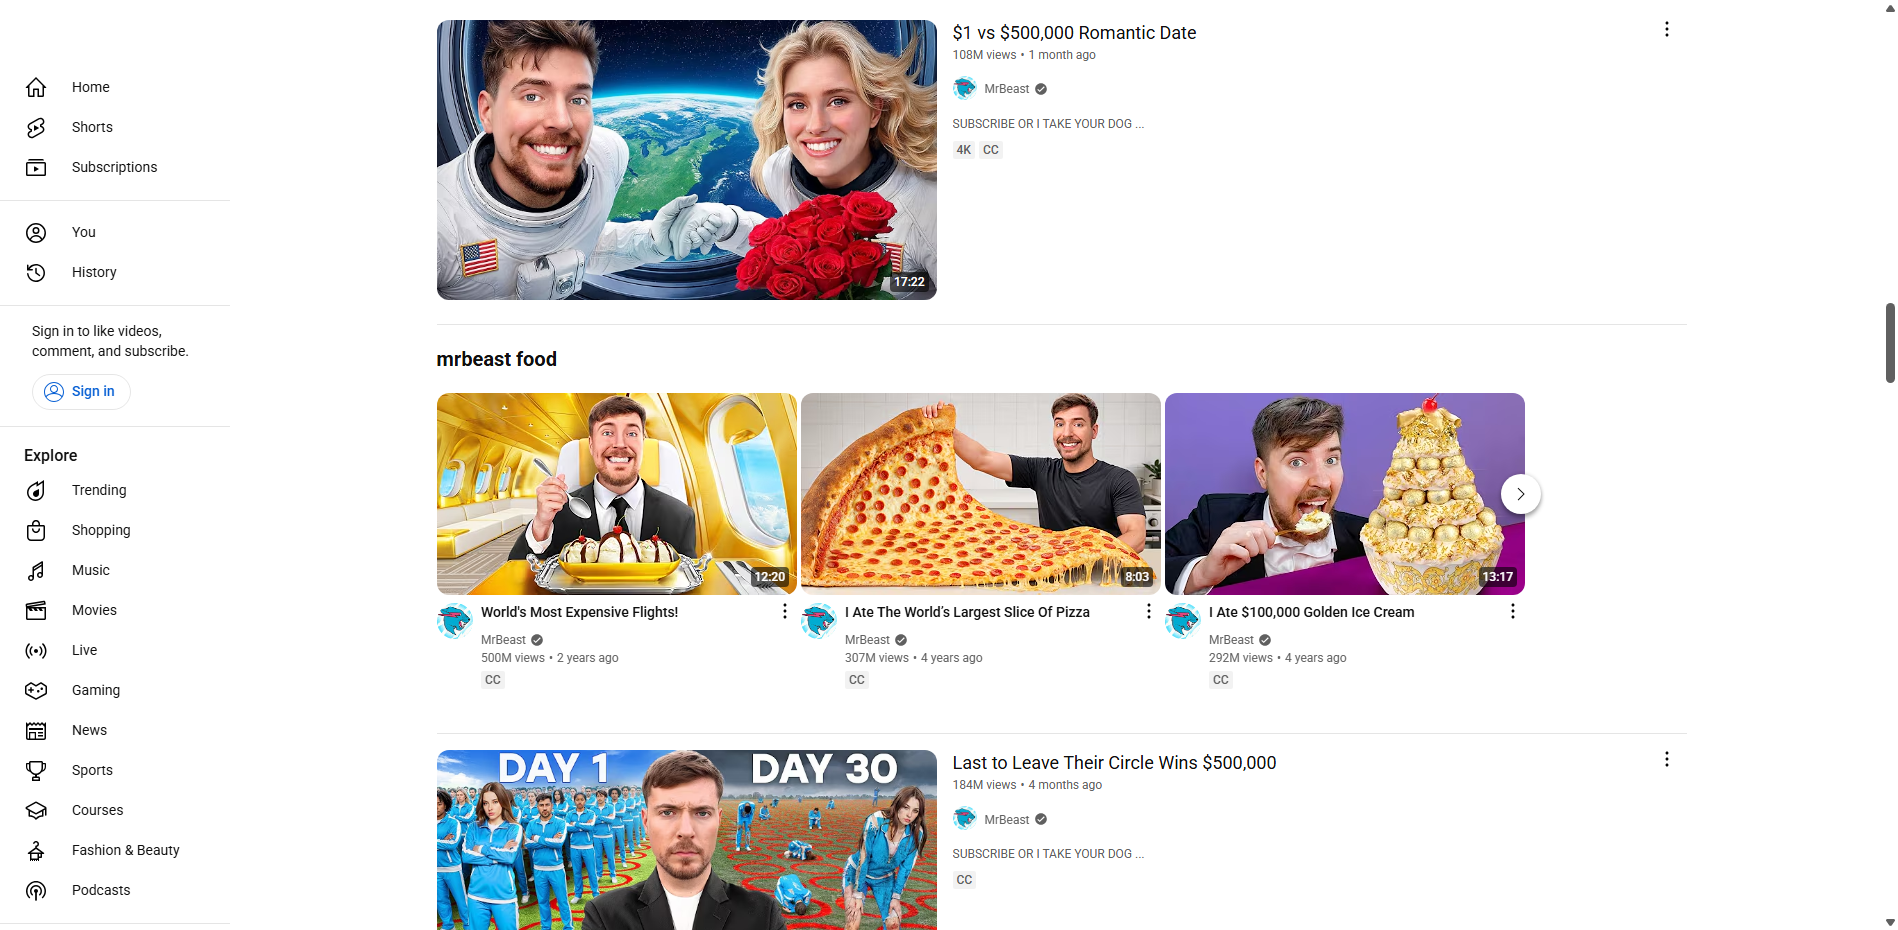 Home
Shorts
Subscriptions
You
History
Sign in to like videos,
comment, and subscribe.
Sign in
Explore
Trending
Shopping
Music
Movies
Live
Gaming
News
Sports
Courses
Fashion & Beauty
Podcasts
17:22
$1 vs $500,000 Romantic Date
108M views • 1 month ago
MrBeast
SUBSCRIBE OR I TAKE YOUR DOG ...
4K CC
mrbeast food
12:20
World's Most Expensive Flights!
MrBeast
500M views • 2 years ago
CC
8:03
I Ate The World’s Largest Slice Of Pizza
MrBeast
307M views • 4 years ago
CC
13:17
I Ate $100,000 Golden Ice Cream
MrBeast
292M views • 4 years ago
CC
DAY 1 DAY 30
Last to Leave Their Circle Wins $500,000
184M views • 4 months ago
MrBeast
SUBSCRIBE OR I TAKE YOUR DOG ...
CC